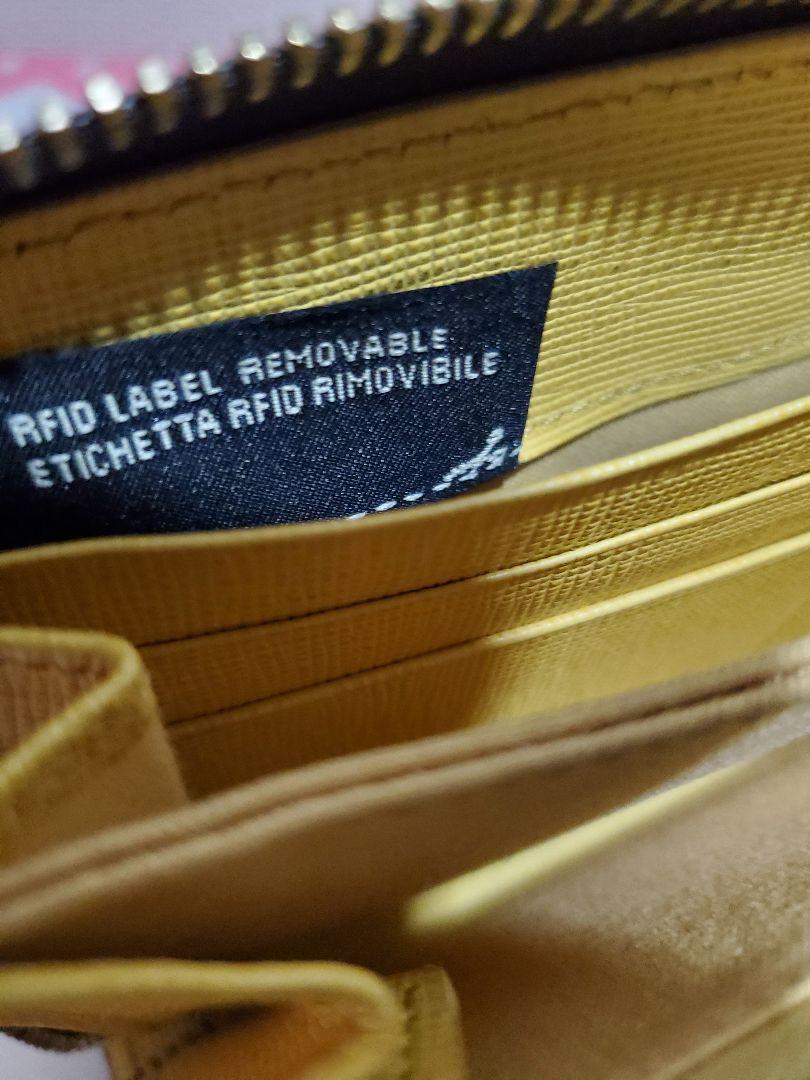 RFID LABEL REMOVABLE
ETICHETTA RFID RIMOVIBILE